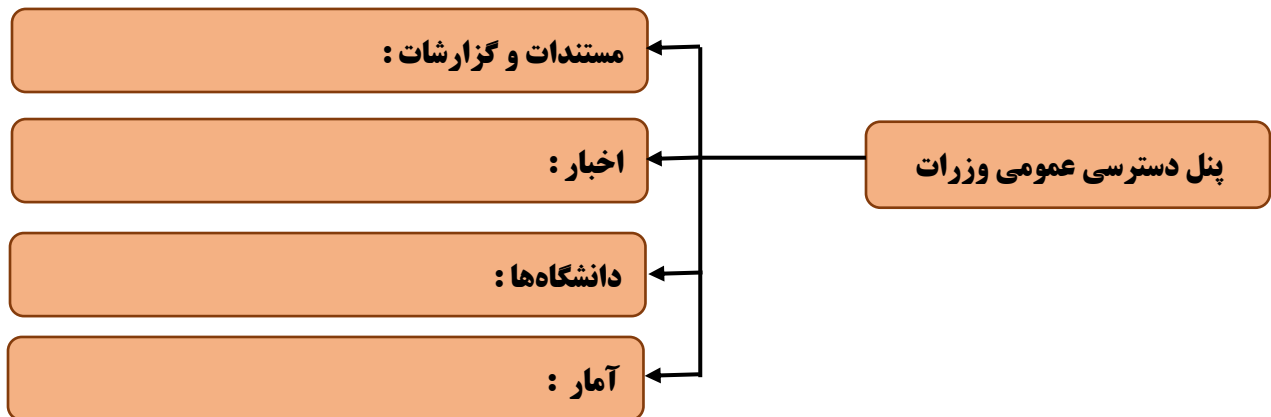 پنل دسترسی عمومی وزرات
مستندات و گزارشات :
اخبار :
دانشگاه‌ها :
آمار :